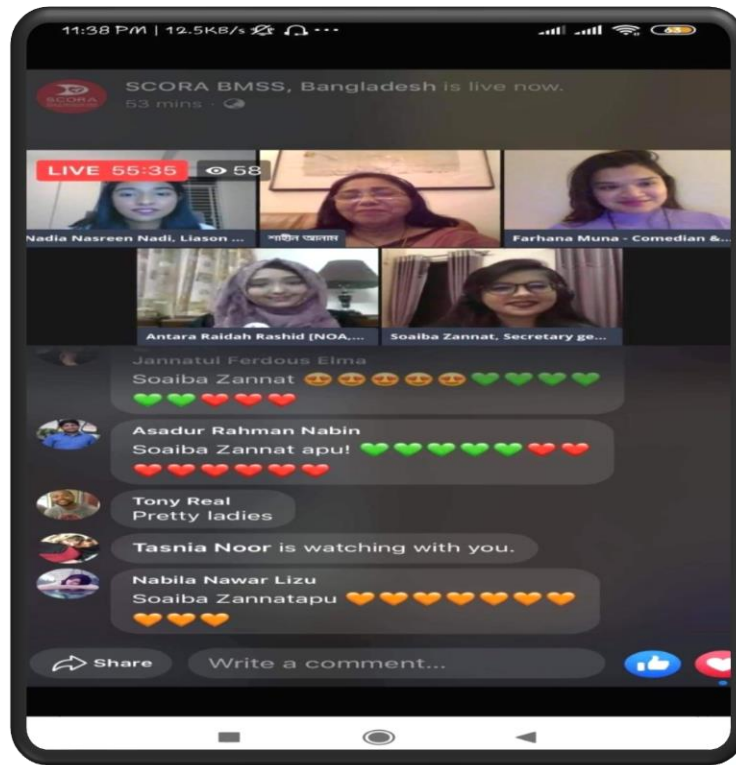 11:38 PM | 12.5KB/s
63
SCORA
SCORA BMSS, Bangladesh is live now.
53 mins ·
LIVE 55:35 58
Nadia Nasreen Nadi, Liason ...
শাহীন আনাম
Farhana Muna - Comedian &...
Antara Raidah Rashid [NOA,...
Soaiba Zannat, Secretary ge...
Jannatul Ferdous Elma
Soaiba Zannat 😍😍😍😍😍💚💚💚💚
💚💚❤️❤️❤️
Asadur Rahman Nabin
Soaiba Zannat apu! 💚💚💚💚💚❤️❤️
❤️❤️❤️❤️❤️❤️
Tony Real
Pretty ladies
Tasnia Noor is watching with you.
Nabila Nawar Lizu
Soaiba Zannatapu 🧡🧡🧡🧡🧡🧡🧡
🧡🧡🧡
Share
Write a comment...